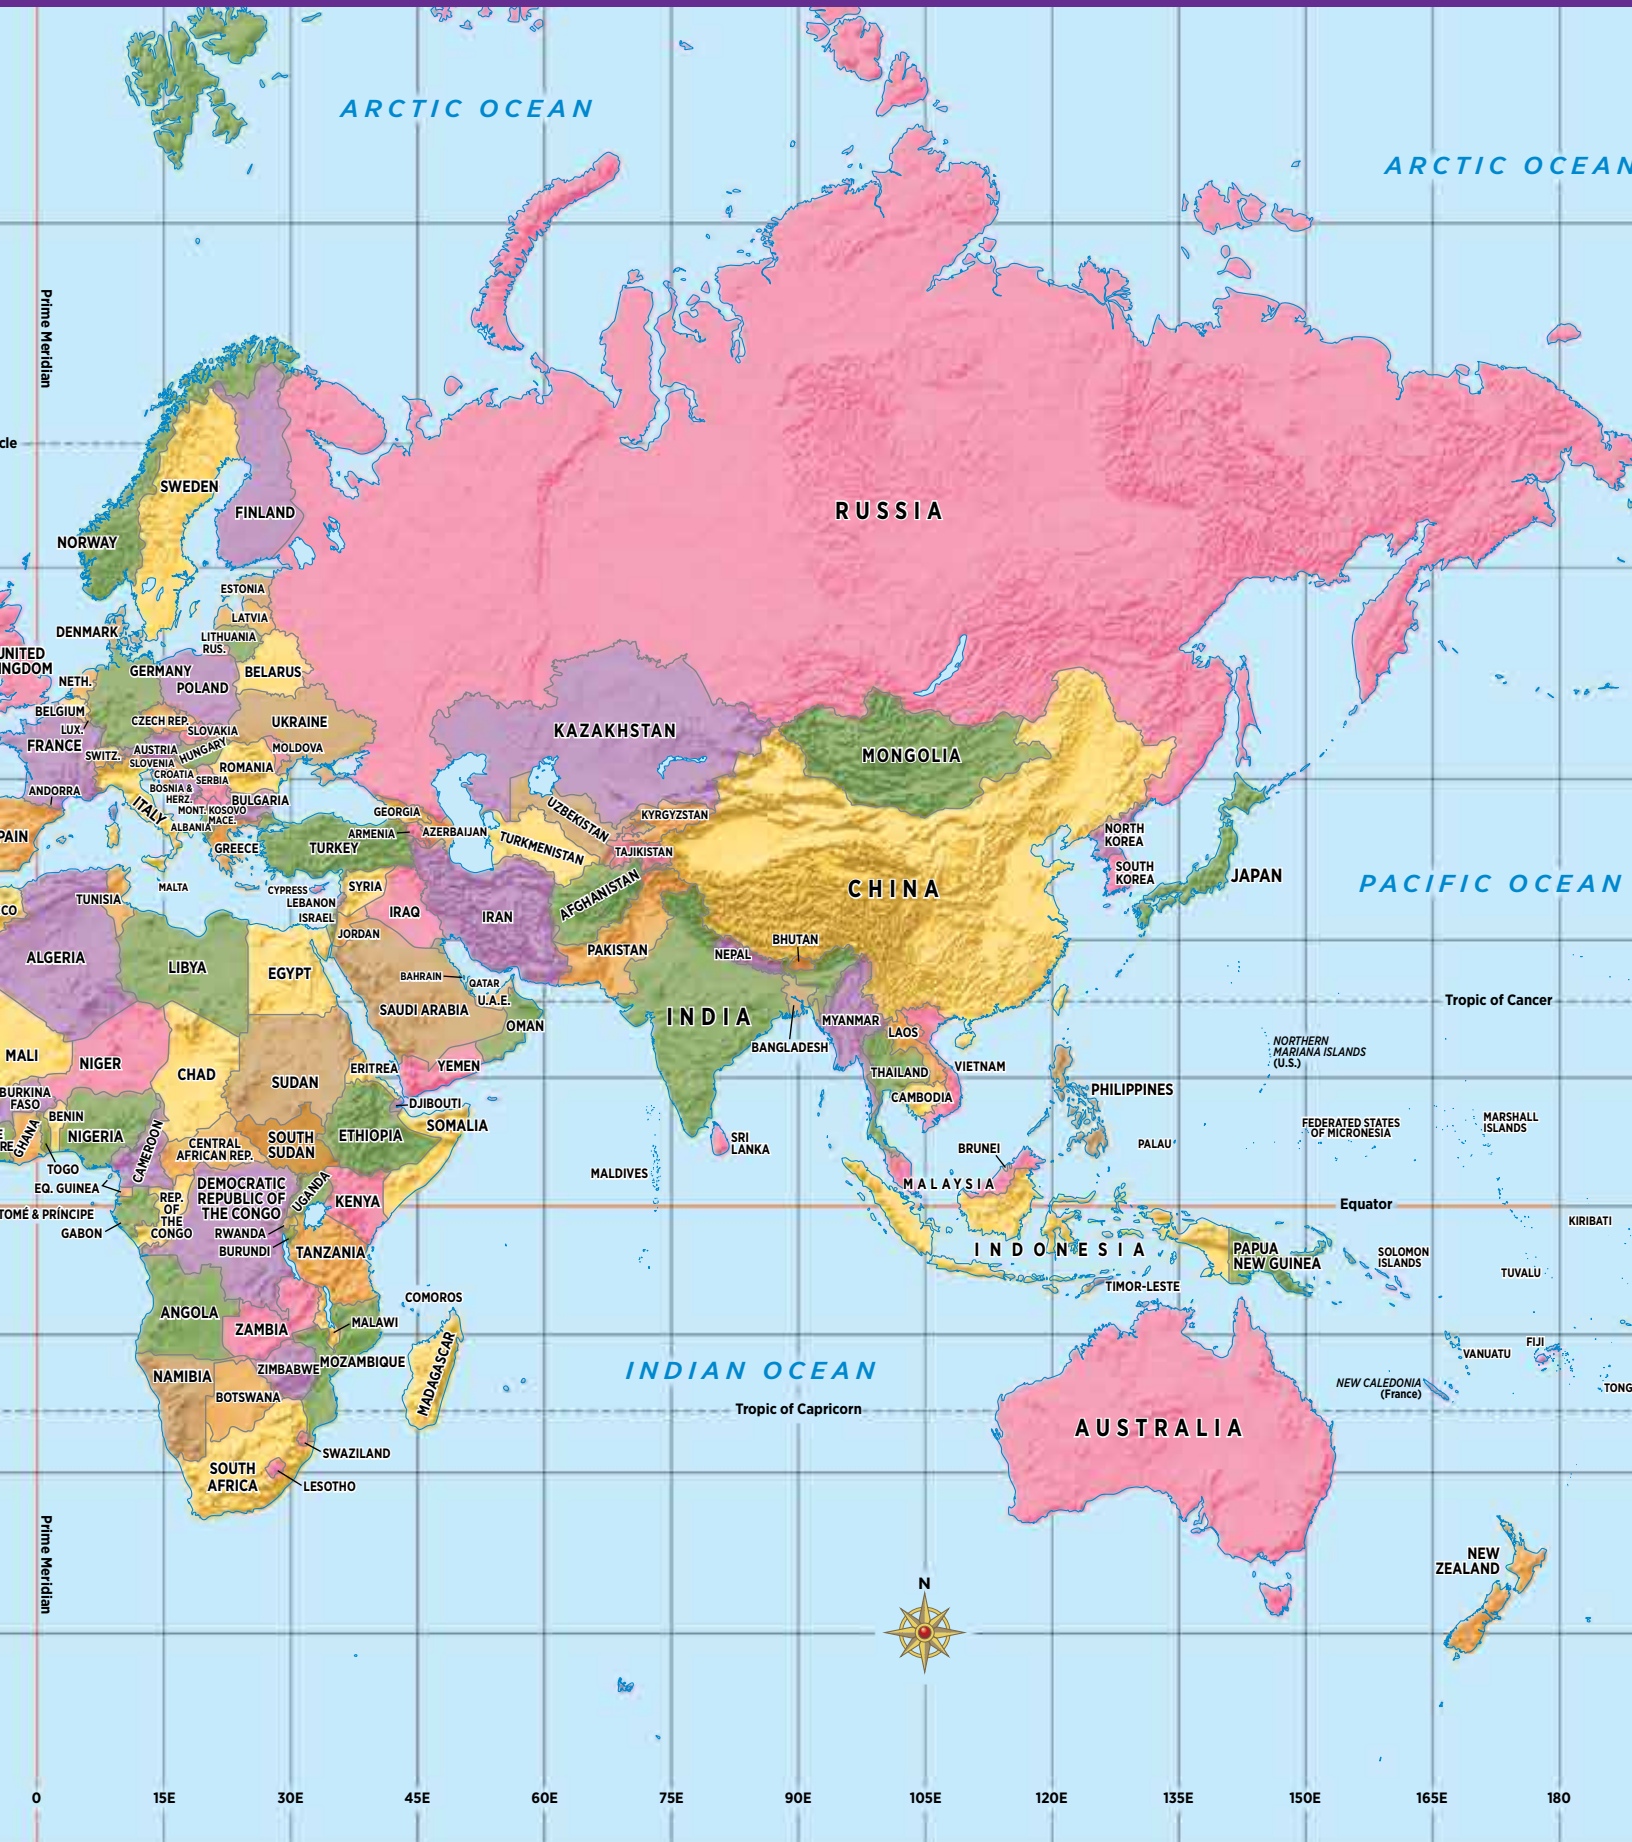 ARCTIC OCEAN
ARCTIC OCEAN
Prime Meridian
cle
SWEDEN
FINLAND
NORWAY
RUSSIA
ESTONIA
LATVIA
DENMARK
LITHUANIA
RUS.
UNITED
INGDOM
GERMANY
BELARUS
NETH.
POLAND
BELGIUM
CZECH REP.
UKRAINE
LUX.
SLOVAKIA
FRANCE
SWITZ.
AUSTRIA
HUNGARY
MOLDOVA
SLOVENIA
CROATIA
ROMANIA
SERBIA
BOSNIA &
HERZ.
ANDORRA
ITALY
MONT.
KOSOVO
BULGARIA
MACE.
ALBANIA
PAIN
GREECE
TURKEY
GEORGIA
ARMENIA
AZERBAIJAN
KAZAKHSTAN
MONGOLIA
UZBEKISTAN
KYRGYZSTAN
TURKMENISTAN
TAJIKISTAN
NORTH
KOREA
SOUTH
KOREA
JAPAN
PACIFIC OCEAN
CHINA
MALTA
CYPRESS
SYRIA
LEBANON
ISRAEL
IRAQ
IRAN
AFGHANISTAN
CO
TUNISIA
JORDAN
PAKISTAN
NEPAL
BHUTAN
ALGERIA
LIBYA
EGYPT
BAHRAIN
QATAR
U.A.E.
SAUDI ARABIA
OMAN
INDIA
BANGLADESH
MYANMAR
LAOS
Tropic of Cancer
NORTHERN
MARIANA ISLANDS
(U.S.)
MALI
NIGER
CHAD
SUDAN
ERITREA
YEMEN
THAILAND
VIETNAM
CAMBODIA
PHILIPPINES
BURKINA
FASO
BENIN
GHANA
E
RE
NIGERIA
TOGO
CAMEROON
CENTRAL
AFRICAN REP.
SOUTH
SUDAN
ETHIOPIA
DJIBOUTI
SOMALIA
SRI
LANKA
MALDIVES
BRUNEI
MALAYSIA
PALAU
FEDERATED STATES
OF MICRONESIA
MARSHALL
ISLANDS
EQ. GUINEA
TOMÉ & PRÍNCIPE
GABON
REP.
OF
THE
CONGO
DEMOCRATIC
REPUBLIC OF
THE CONGO
UGANDA
KENYA
RWANDA
BURUNDI
TANZANIA
Equator
KIRIBATI
INDONESIA
PAPUA
NEW GUINEA
SOLOMON
ISLANDS
TIMOR-LESTE
TUVALU
COMOROS
ANGOLA
ZAMBIA
MALAWI
MOZAMBIQUE
ZIMBABWE
MADAGASCAR
NAMIBIA
BOTSWANA
INDIAN OCEAN
Tropic of Capricorn
AUSTRALIA
FIJI
VANUATU
NEW CALEDONIA
(France)
TONG
SWAZILAND
SOUTH
AFRICA
LESOTHO
Prime Meridian
NEW
ZEALAND
N
0 15E 30E 45E 60E 75E 90E 105E 120E 135E 150E 165E 180